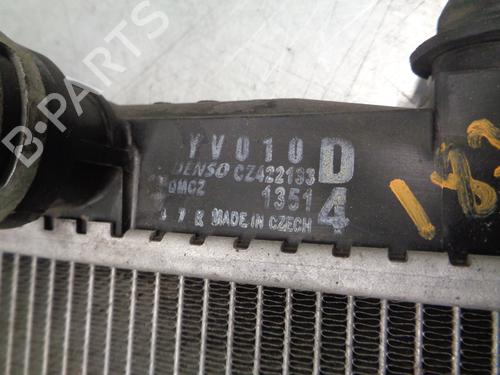 YV010 D
DENSO CZ422133
DMCZ 1351 4
MADE IN CZECH
B-PARTS